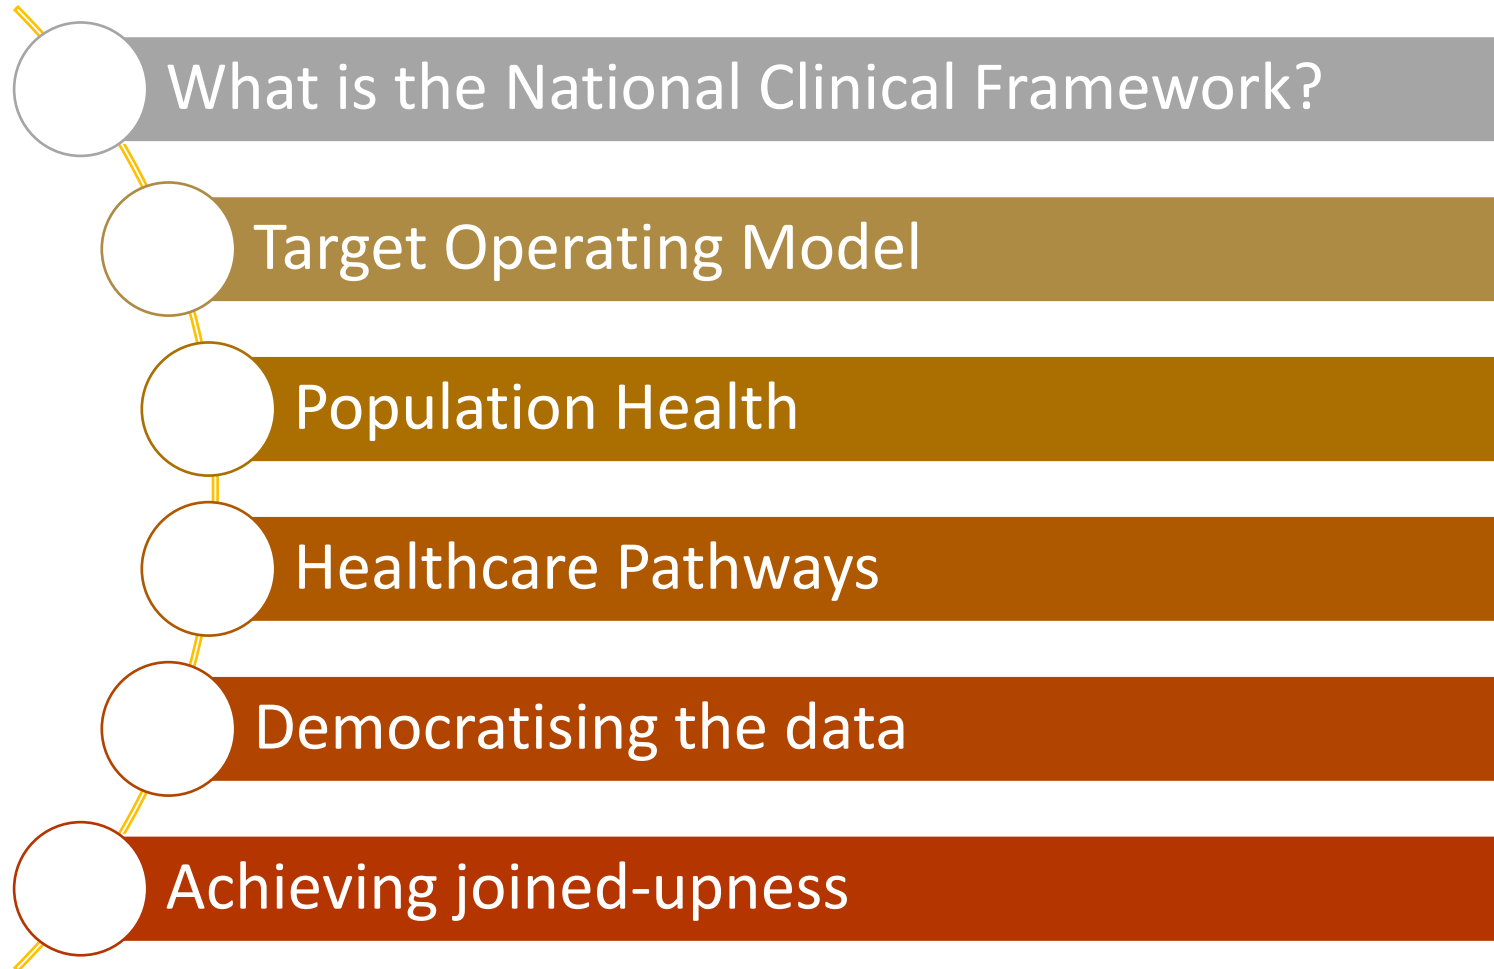 What is the National Clinical Framework?
Target Operating Model
Population Health
Healthcare Pathways
Democratising the data
Achieving joined-upness